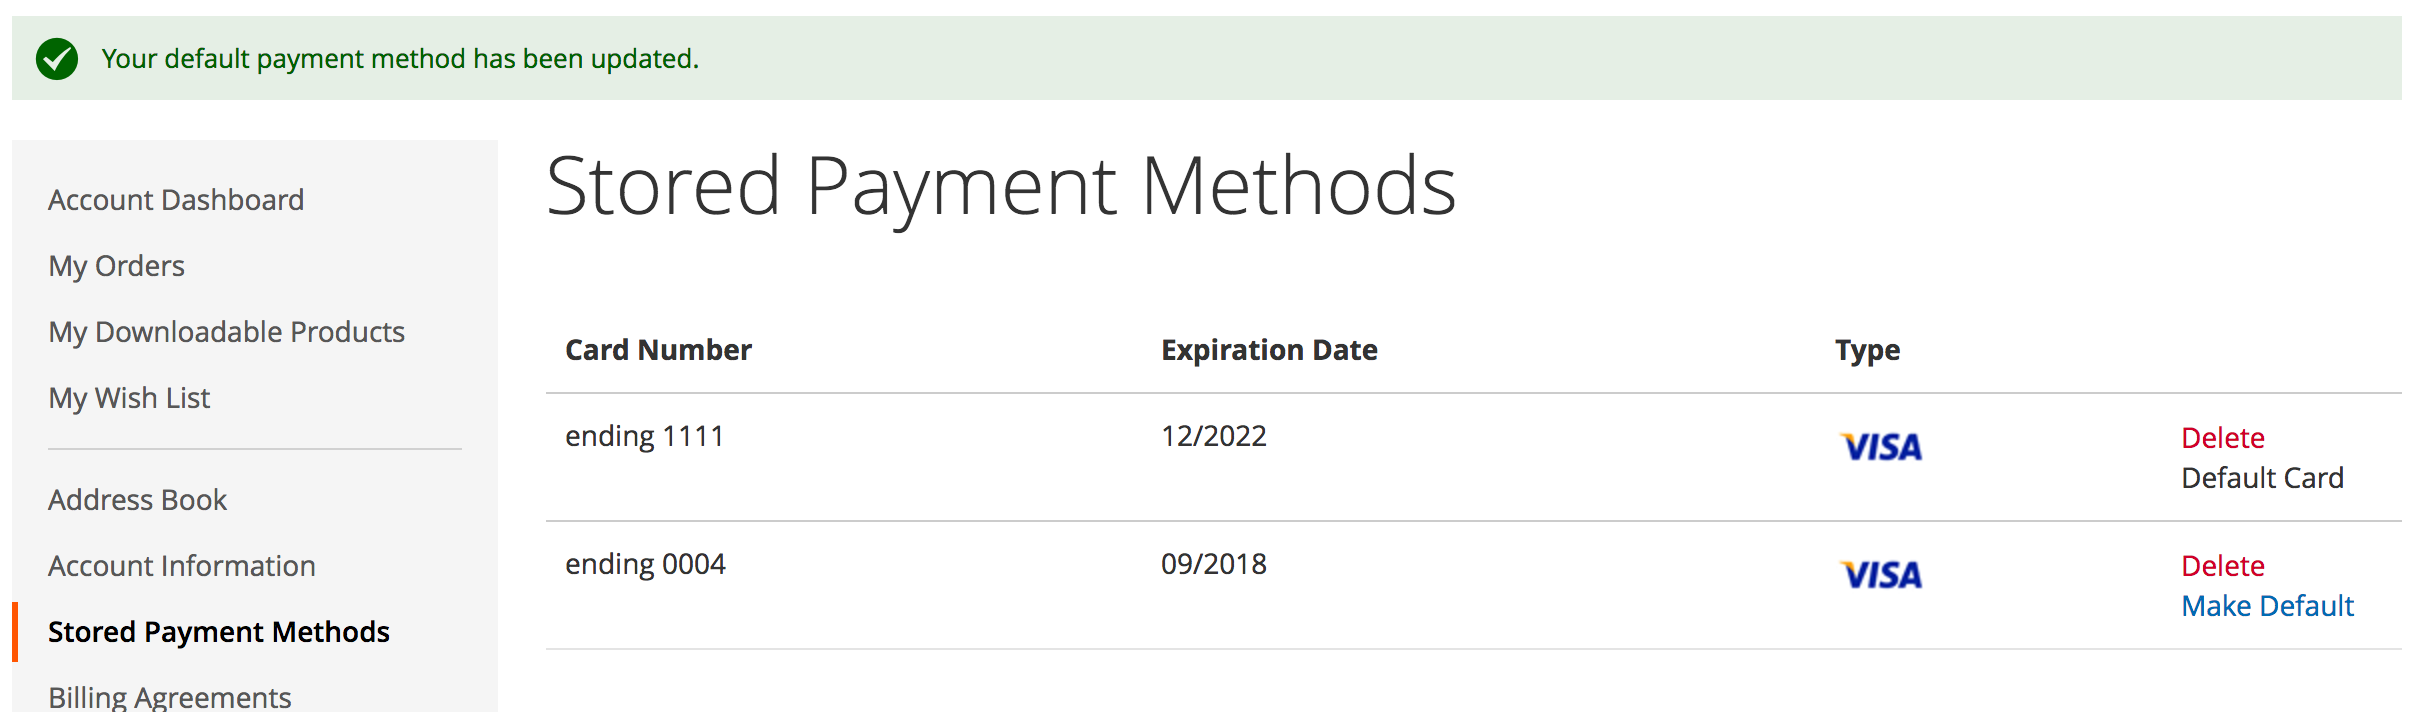 Your default payment method has been updated.
Account Dashboard
My Orders
My Downloadable Products
My Wish List
Address Book
Account Information
Stored Payment Methods
Billing Agreements
Stored Payment Methods
Card Number Expiration Date Type
ending 1111 12/2022 VISA Delete
Default Card
ending 0004 09/2018 VISA Delete
Make Default